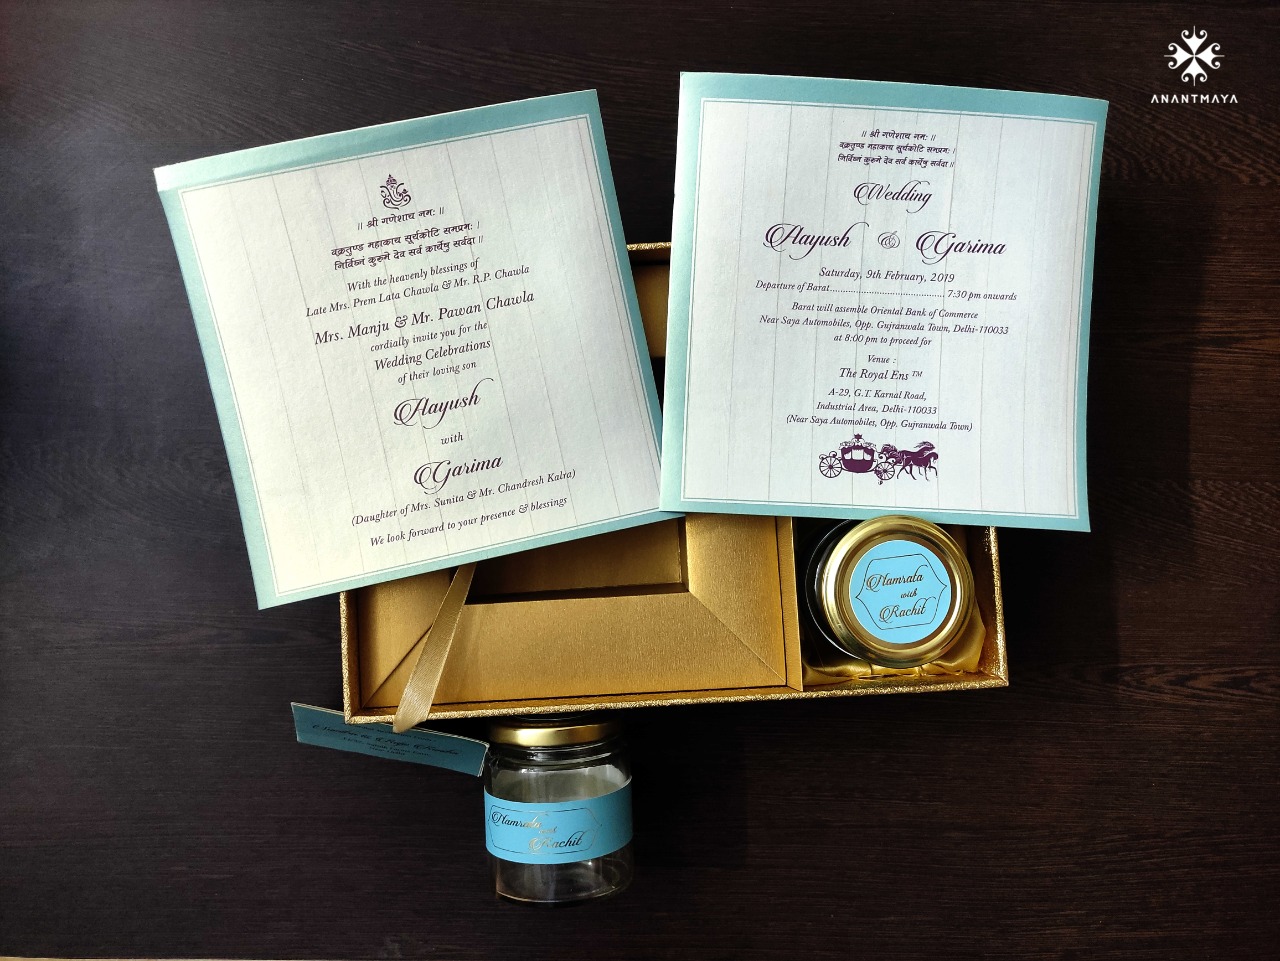 ANANTMAYA
॥ श्री गणेशाय नमः ॥
वक्रतुण्ड महाकाय सूर्यकोटि समप्रभः ।
निर्विघ्नं कुरुमे देव सर्व कार्येषु सर्वदा ॥
With the heavenly blessings of
Late Mrs. Prem Lata Chawla & Mr. R.P. Chawla
Mrs. Manju & Mr. Pawan Chawla
cordially invite you for the
Wedding Celebrations
of their loving son
Aayush
with
Garima
(Daughter of Mrs. Sunita & Mr. Chandresh Kalra)
We look forward to your presence & blessings
॥ श्री गणेशाय नमः ॥
वक्रतुण्ड महाकाय सूर्यकोटि समप्रभः ।
निर्विघ्नं कुरुमे देव सर्व कार्येषु सर्वदा ॥
Wedding
Aayush & Garima
Saturday, 9th February, 2019
Departure of Barat........................................ 7:30 pm onwards
Barat will assemble Oriental Bank of Commerce
Near Saya Automobiles, Opp. Gujranwala Town, Delhi-110033
at 8:00 pm to proceed for
Venue :
The Royal Ens ™
A-29, G.T. Karnal Road,
Industrial Area, Delhi-110033
(Near Saya Automobiles, Opp. Gujranwala Town)
Namrata
with
Rachit
Namrata
with
Rachit